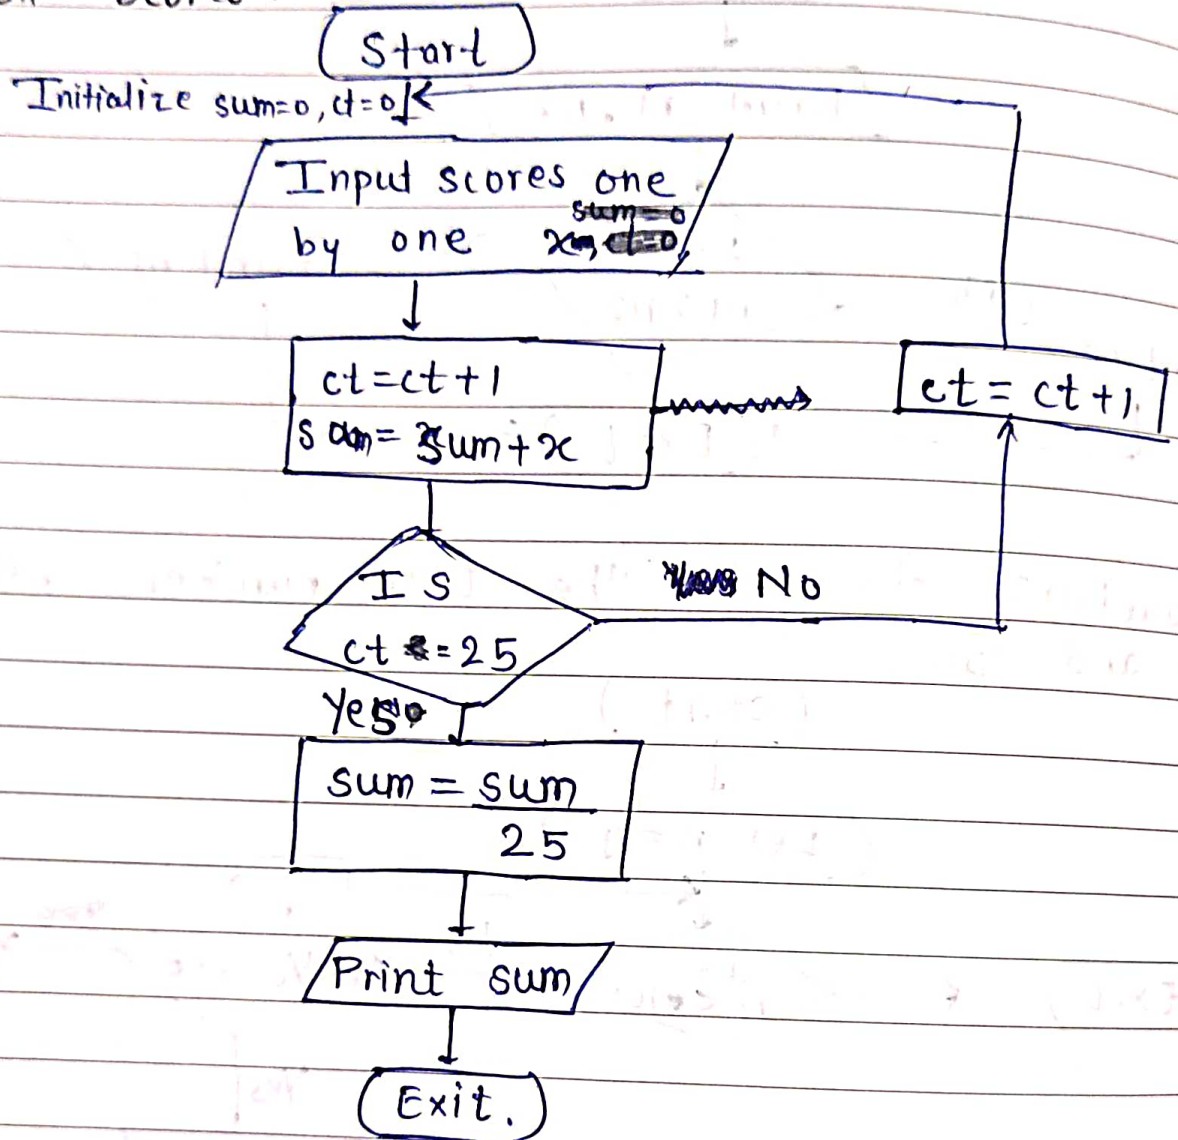 Start
Initialize sum=0, ct=0
Input scores one
by one x
ct=ct+1
sum= sum+x
ct = ct+1
IS
ct =25
No
Yes
sum = sum
25
Print sum
Exit.